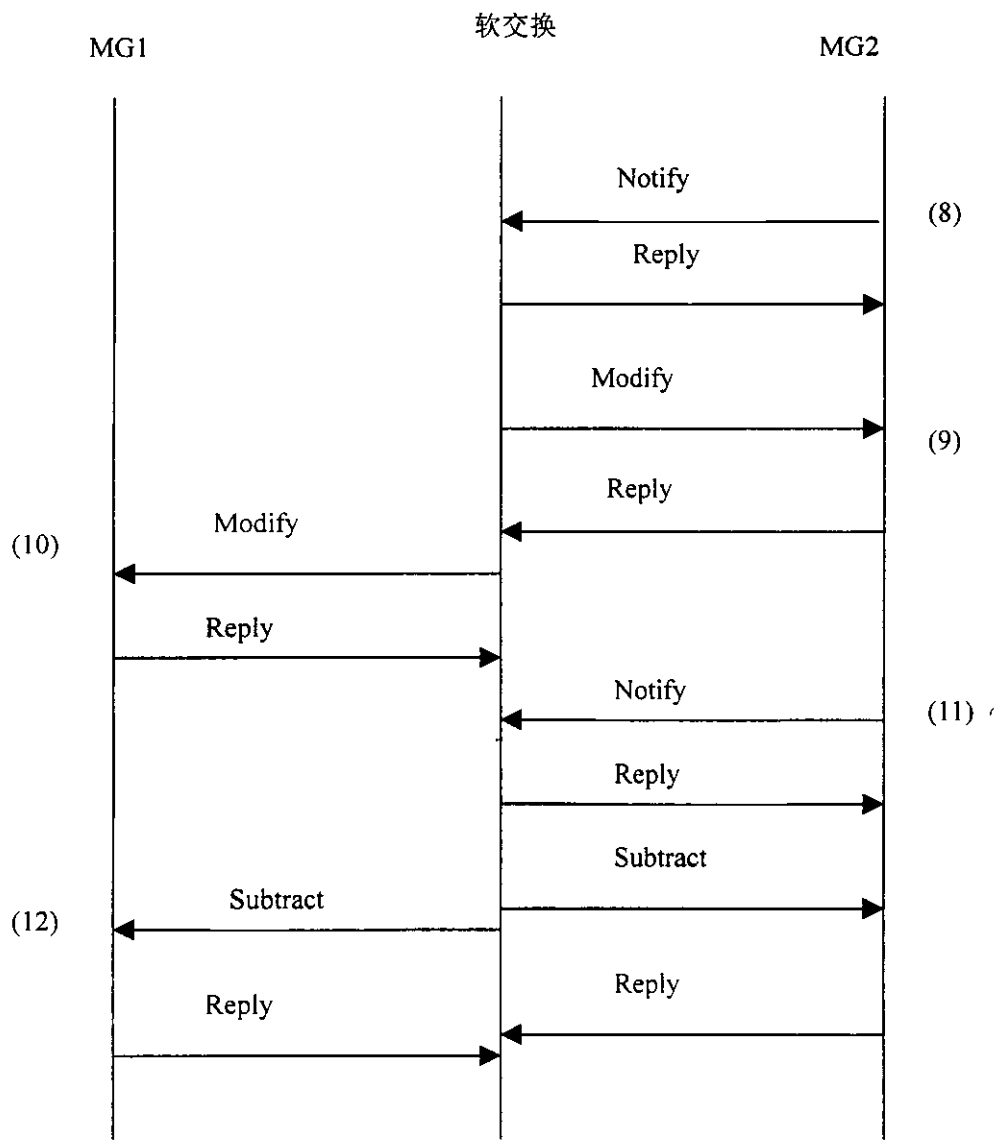 软交换
MG1
MG2
Notify
(8)
Reply
Modify
(9)
Reply
Modify
(10)
Reply
Notify
(11)
Reply
Subtract
Subtract
(12)
Reply
Reply